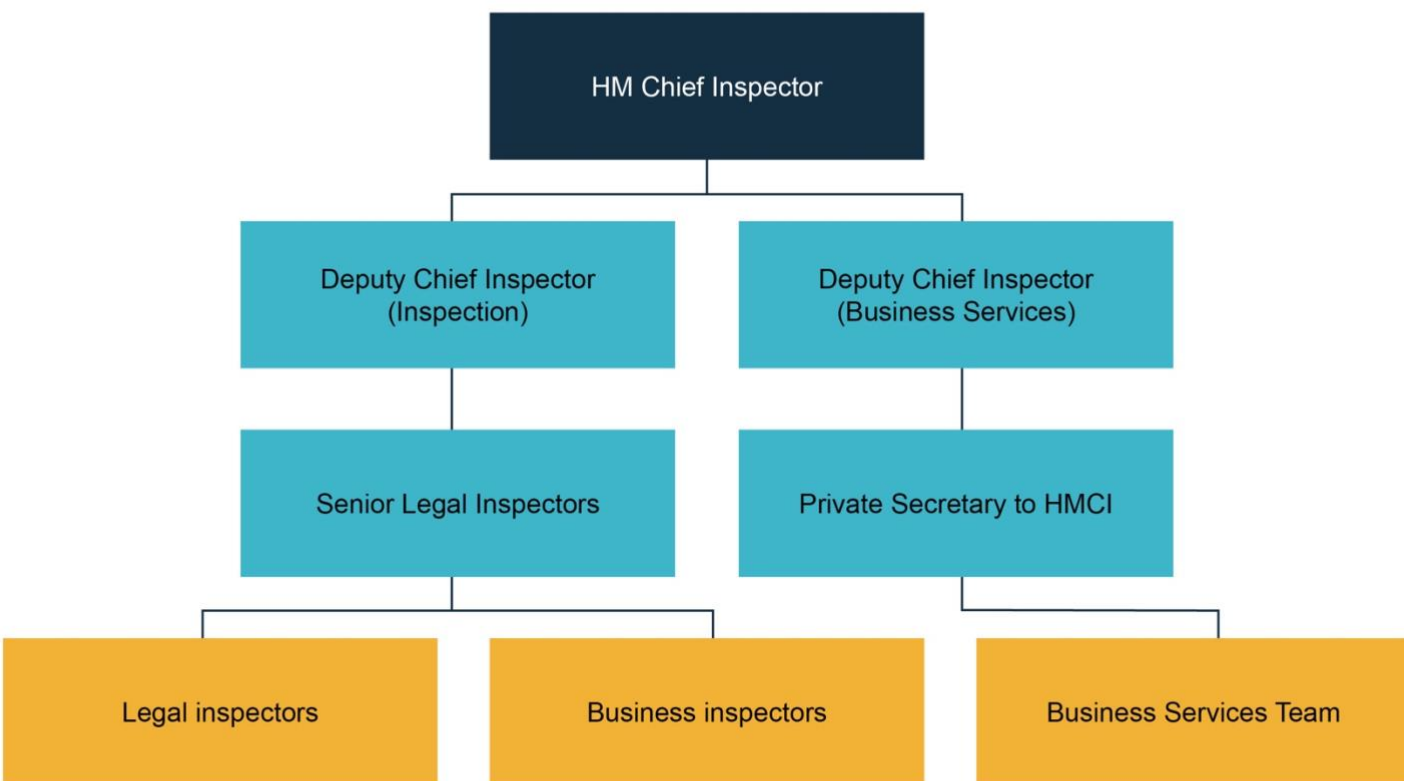 HM Chief Inspector
Deputy Chief Inspector
(Inspection)
Deputy Chief Inspector
(Business Services)
Senior Legal Inspectors
Private Secretary to HMCI
Legal inspectors
Business inspectors
Business Services Team